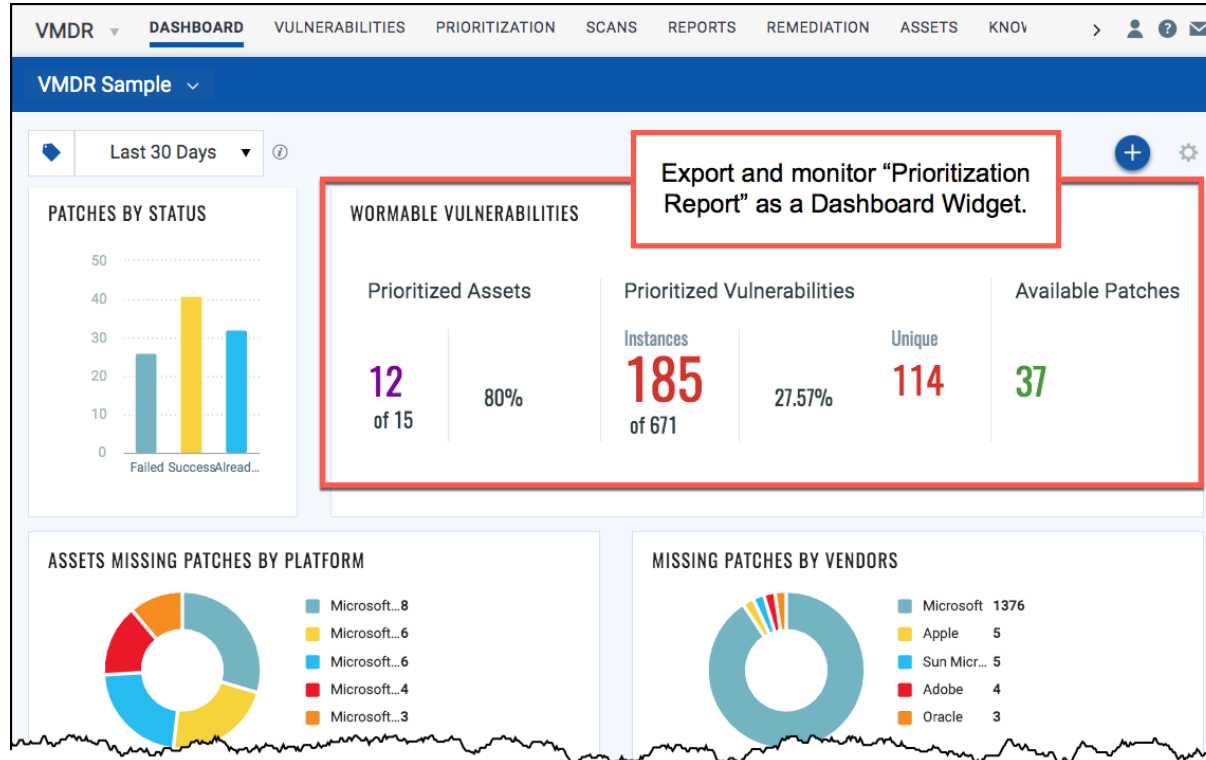 VMDR DASHBOARD VULNERABILITIES PRIORITIZATION SCANS REPORTS REMEDIATION ASSETS KNOW
VMDR Sample
Last 30 Days
Export and monitor “Prioritization
Report” as a Dashboard Widget.
PATCHES BY STATUS
50
40
30
20
10
0
Failed Success Alread...
WORMABLE VULNERABILITIES
Prioritized Assets
12
of 15
80%
Prioritized Vulnerabilities
Instances
185
of 671
27.57%
Unique
114
Available Patches
37
ASSETS MISSING PATCHES BY PLATFORM
Microsoft...8
Microsoft...6
Microsoft...6
Microsoft...4
Microsoft...3
MISSING PATCHES BY VENDORS
Microsoft 1376
Apple 5
Sun Micr... 5
Adobe 4
Oracle 3